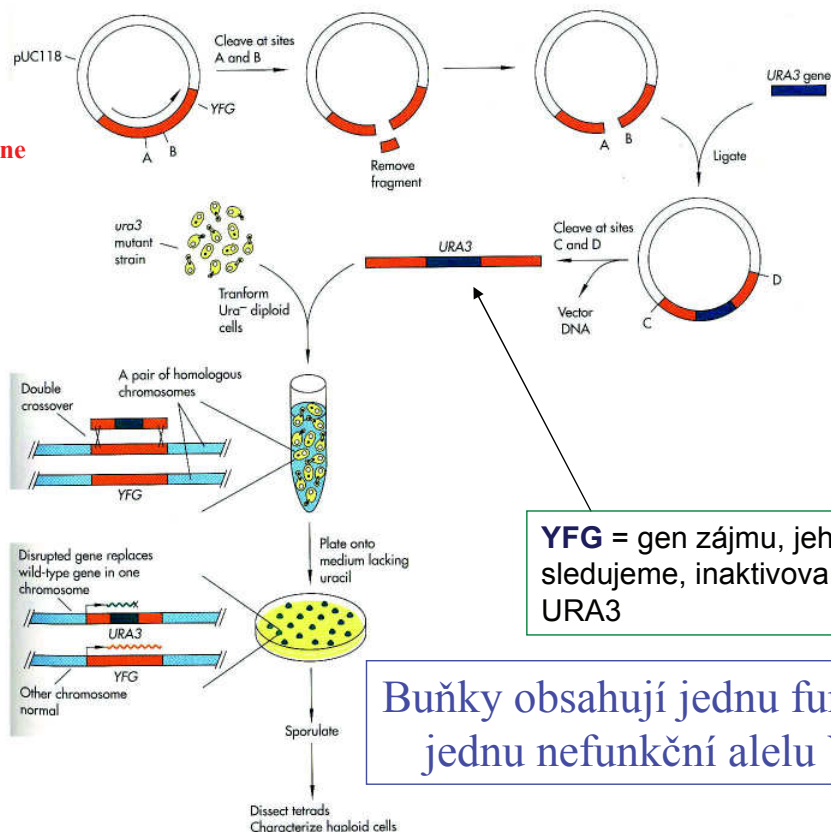 pUC118
Cleave at sites
A and B
URA3 gene
YFG
A
B
Remove
fragment
A
B
Ligate
ne
ura3
mutant
strain
Cleave at sites
C and D
URA3
Tranform
Ura⁻ diploid
cells
Vector
DNA
D
C
Double
crossover
A pair of homologous
chromosomes
YFG
YFG = gen zájmu, jeh
sledujeme, inaktivova
URA3
Plate onto
medium lacking
uracil
Disrupted gene replaces
wild-type gene in one
chromosome
URA3
YFG
Other chromosome
normal
Buňky obsahují jednu fu
jednu nefunkční alelu
Sporulate
Dissect tetrads
Characterize haploid cells